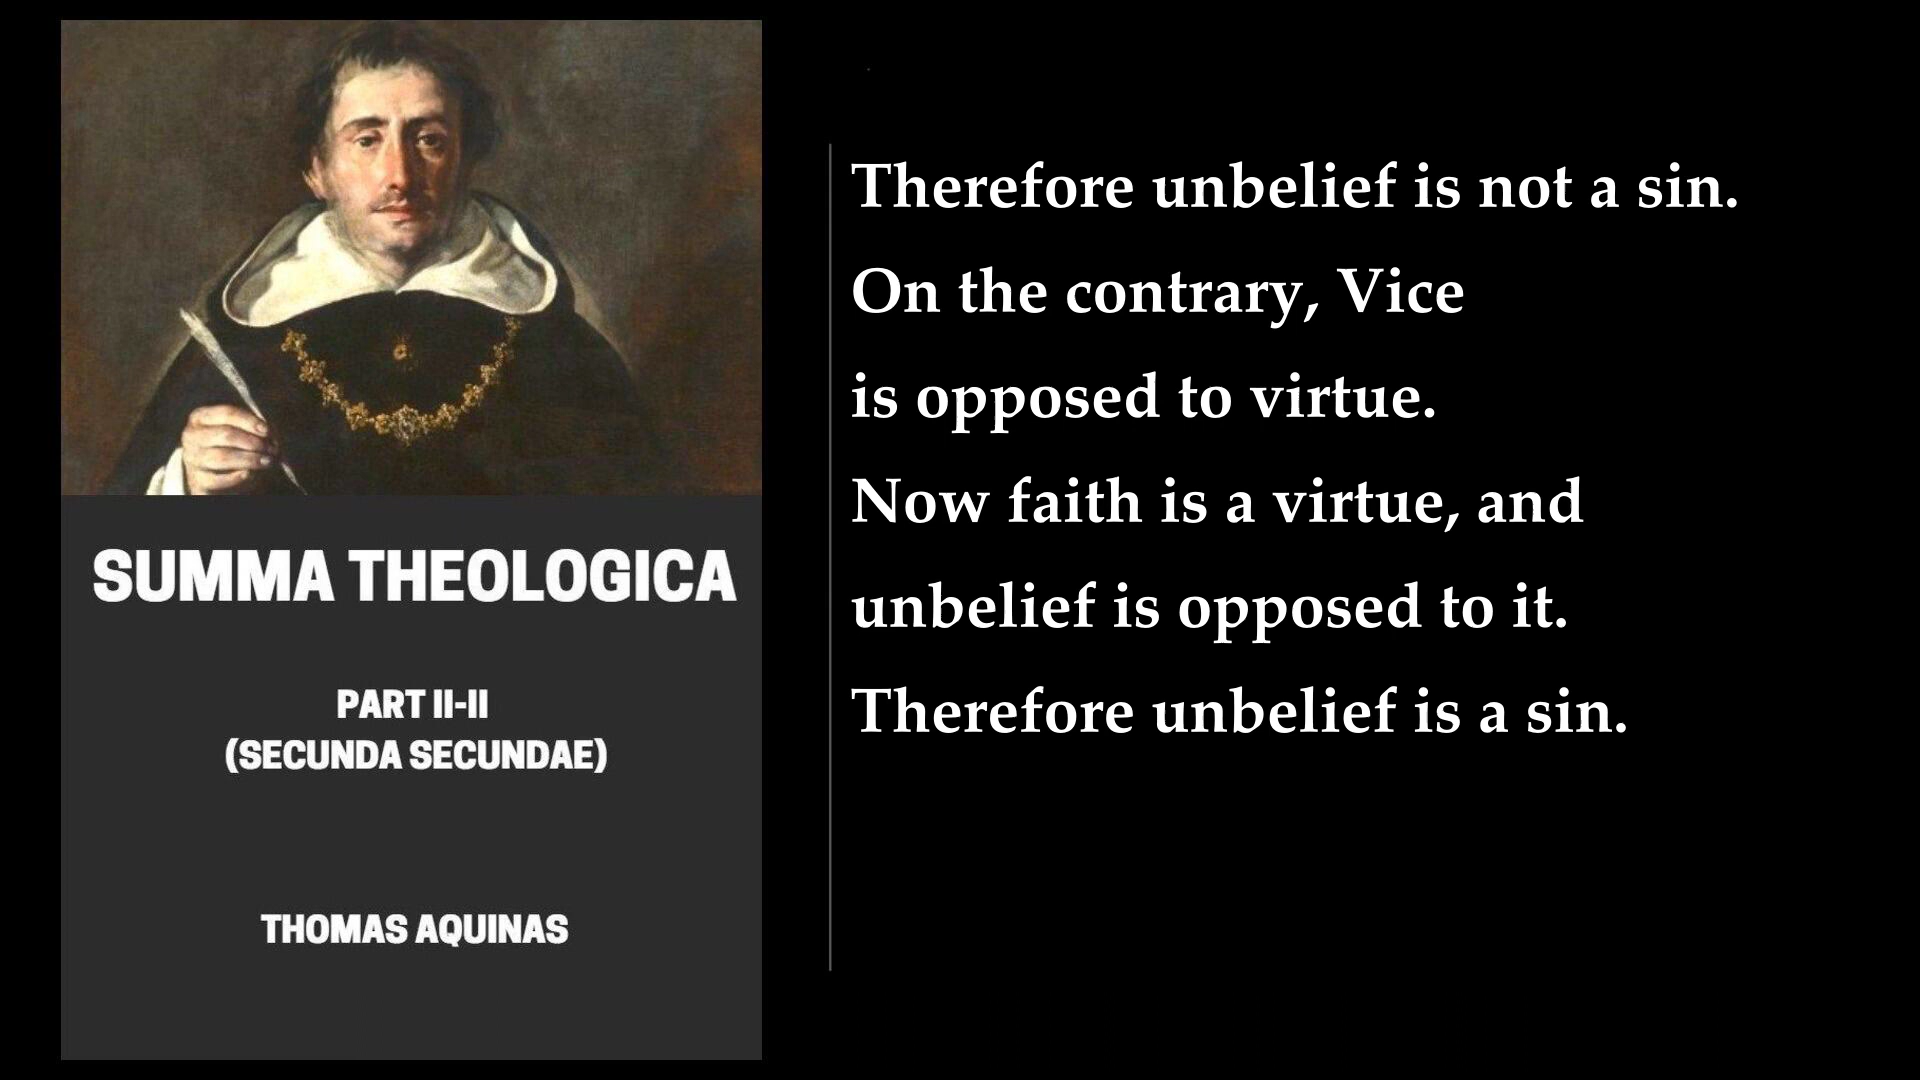 SUMMA THEOLOGICA
PART II-II
(SECUNDA SECUNDAE)
THOMAS AQUINAS
Therefore unbelief is not a sin.
On the contrary, Vice
is opposed to virtue.
Now faith is a virtue, and
unbelief is opposed to it.
Therefore unbelief is a sin.